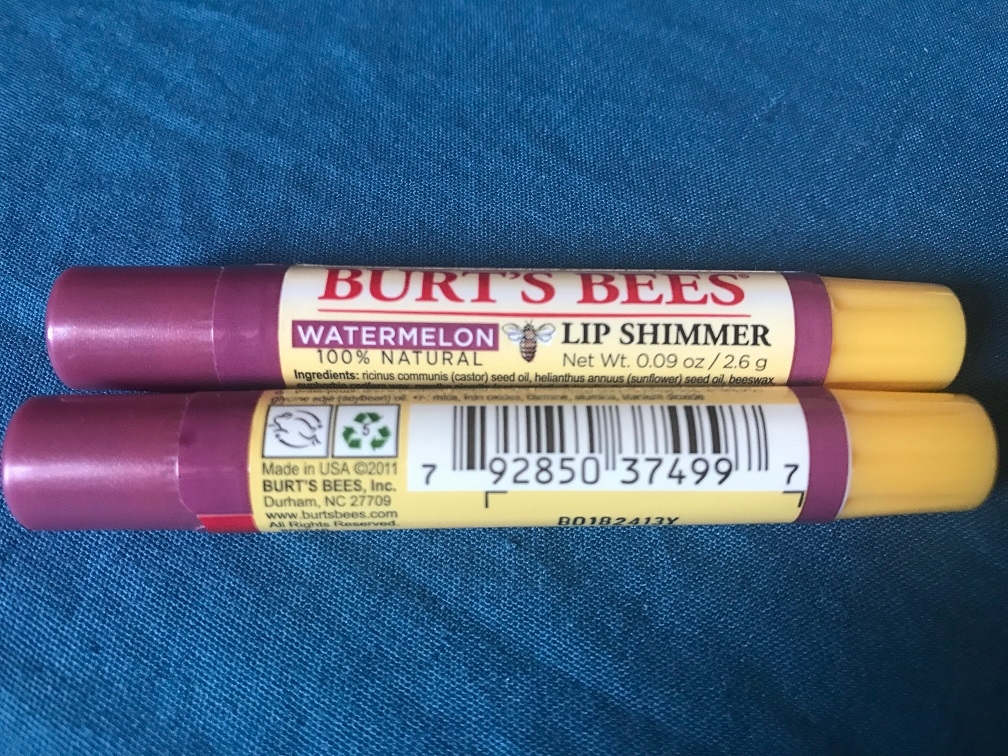 BURT'S BEES®
WATERMELON
100% NATURAL
LIP SHIMMER
Net Wt. 0.09 oz / 2.6 g
Ingredients: ricinus communis (castor) seed oil, helianthus annuus (sunflower) seed oil, beeswax,
5
Made in USA ©2011
BURT'S BEES, Inc.
Durham, NC 27709
www.burtsbees.com
All Rights Reserved.
7 92850 37499 7
B01B2413Y